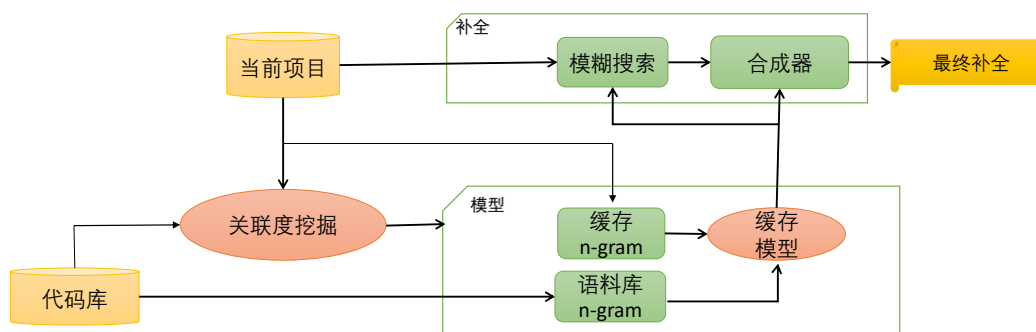 补全
当前项目
模糊搜索
合成器
最终补全
关联度挖掘
模型
缓存
n-gram
缓存
模型
代码库
语料库
n-gram